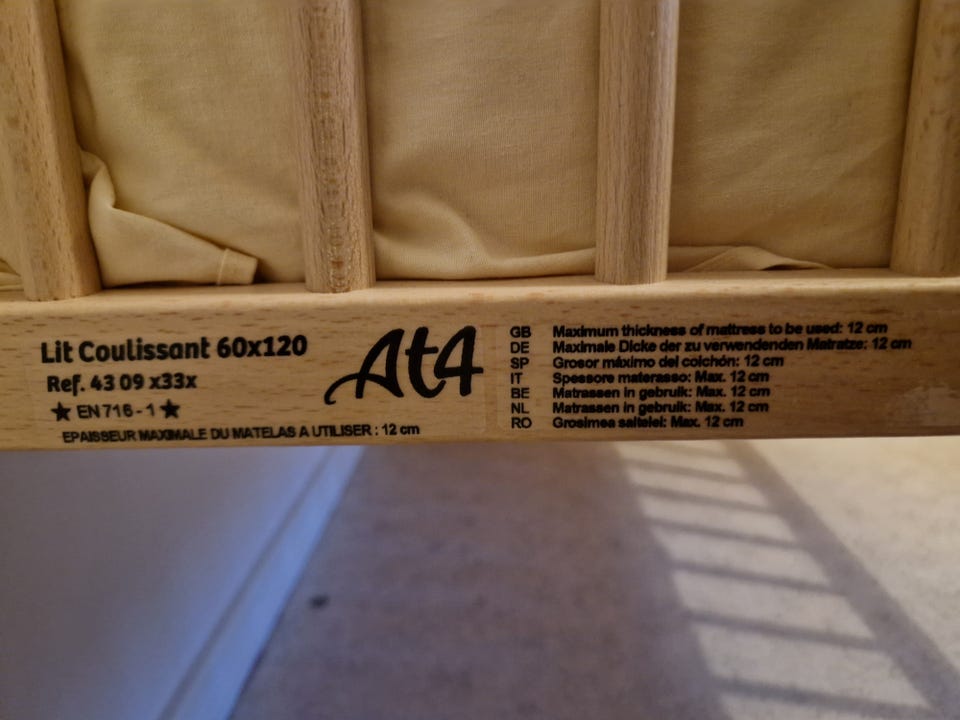 Lit Coulissant 60x120
Ref. 43 09 x33x
★ EN 716 - 1 ★
EPAISSEUR MAXIMALE DU MATELAS A UTILISER : 12 cm
At4
GB Maximum thickness of mattress to be used: 12 cm
DE Maximale Dicke der zu verwendenden Matratze: 12 cm
SP Grosor máximo del colchón: 12 cm
IT Spessore materasso: Max. 12 cm
BE Matrassen in gebruik: Max. 12 cm
NL Matrassen in gebruik: Max. 12 cm
RO Grosimea saltelei: Max. 12 cm